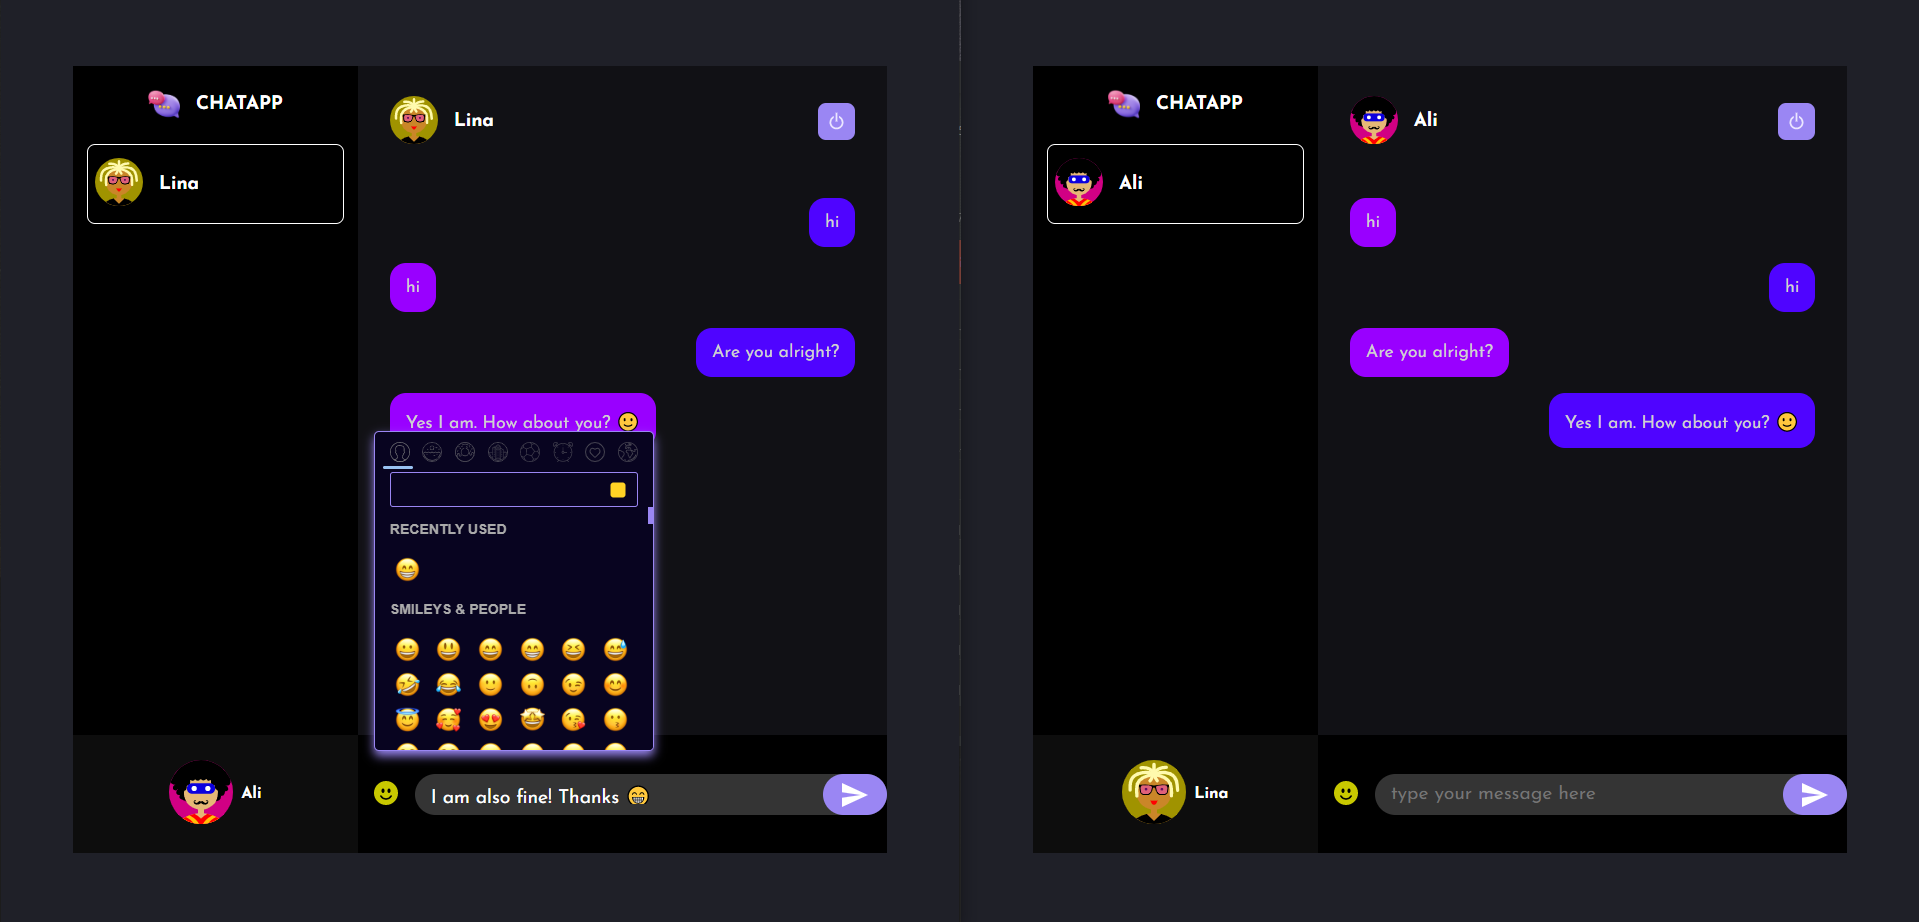 CHATAPP
Lina
Lina
hi
hi
Are you alright?
Yes I am. How about you? 🙂
RECENTLY USED
😁
SMILEYS & PEOPLE
😀 😃 😄 😁 😆 😅
🤣 😂 🙂 🙃 😉 😊
😇 🥰 😍 🤩 😘 😗
Ali
I am also fine! Thanks 😁
CHATAPP
Ali
Ali
hi
hi
Are you alright?
Yes I am. How about you? 🙂
Lina
type your message here